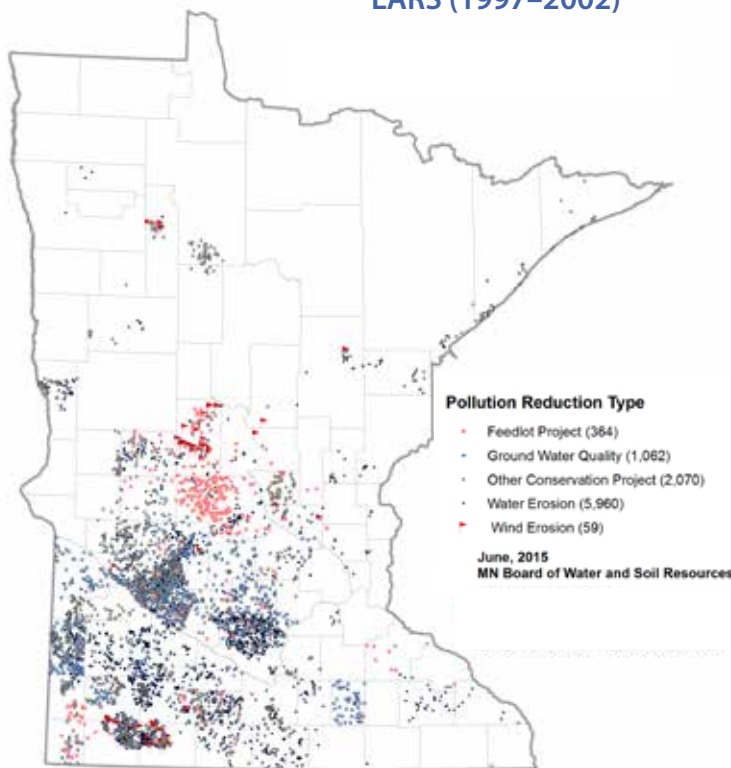 LARS (1997–2002)
Pollution Reduction Type
Feedlot Project (364)
Ground Water Quality (1,062)
Other Conservation Project (2,070)
Water Erosion (5,960)
Wind Erosion (59)
June, 2015
MN Board of Water and Soil Resources